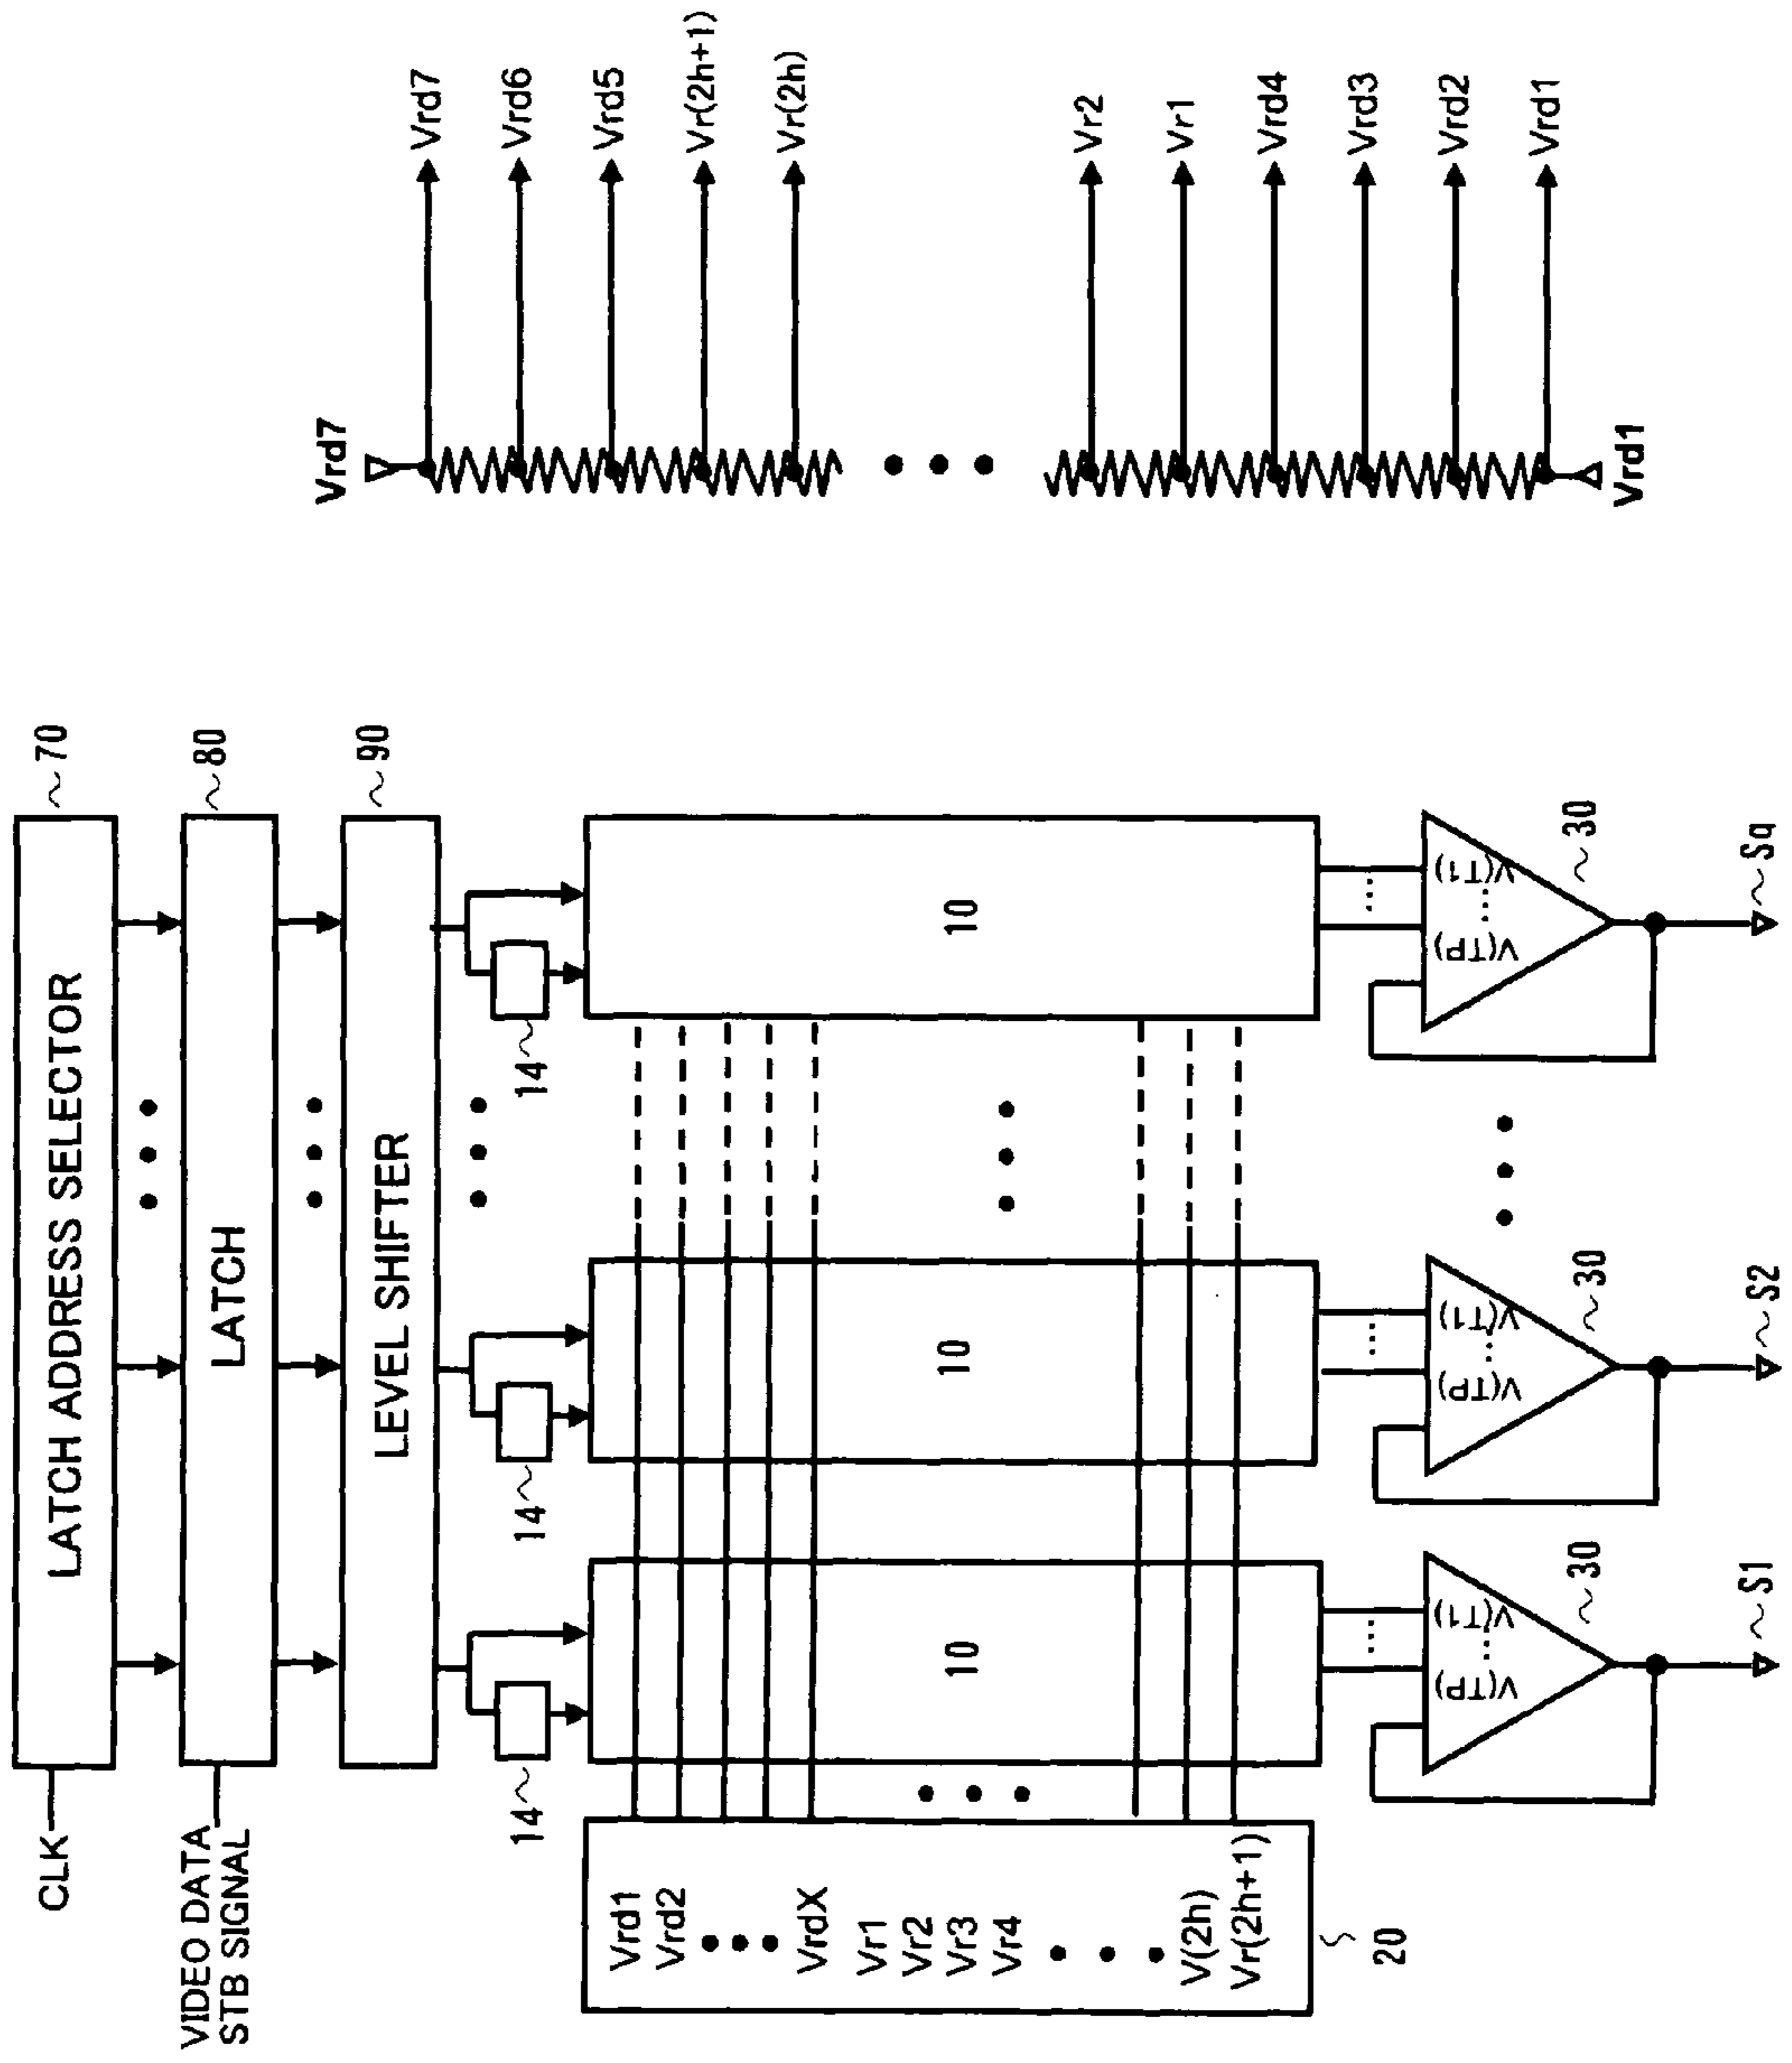 CLK
LATCH ADDRESS SELECTOR
70
VIDEO DATA
STB SIGNAL
LATCH
80
LEVEL SHIFTER
90
14
14
14
Vrd1
Vrd2
VrdX
Vr1
Vr2
Vr3
Vr4
V(2h)
Vr(2h+1)
20
10
10
10
V(TP) ... V(T1)
30
V(TP) ... V(T1)
30
V(TP) ... V(T1)
30
S1
S2
Sq
Vrd7
Vrd7
Vrd6
Vrd5
Vr(2h+1)
Vr(2h)
Vr2
Vr1
Vrd4
Vrd3
Vrd2
Vrd1
Vrd1